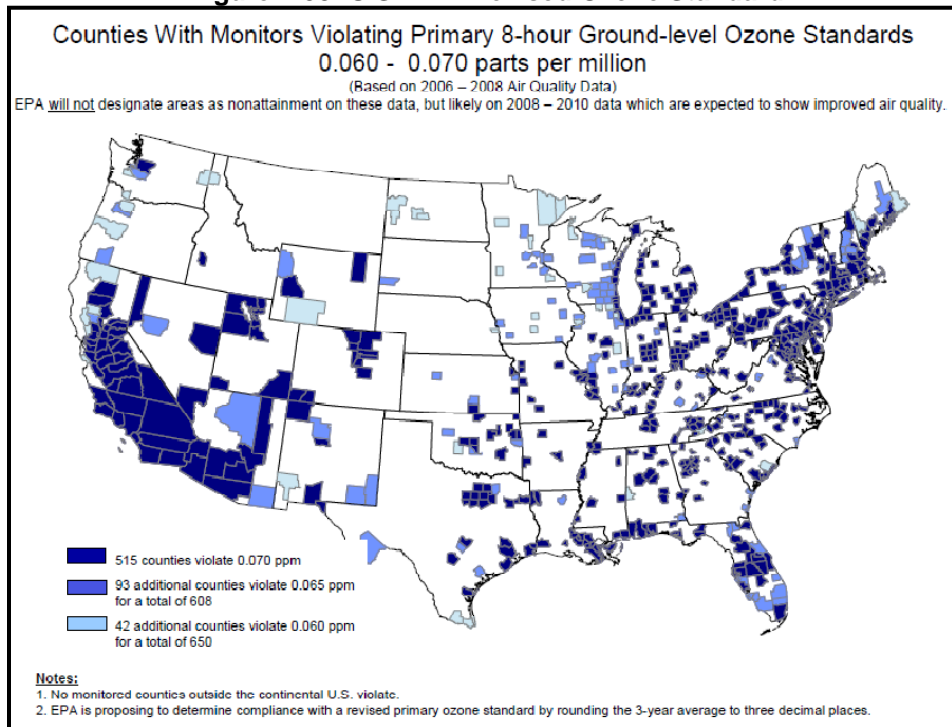 Counties With Monitors Violating Primary 8-hour Ground-level Ozone Standards
0.060 - 0.070 parts per million
(Based on 2006 – 2008 Air Quality Data)
EPA will not designate areas as nonattainment on these data, but likely on 2008 – 2010 data which are expected to show improved air quality.
515 counties violate 0.070 ppm
93 additional counties violate 0.065 ppm
for a total of 608
42 additional counties violate 0.060 ppm
for a total of 650
Notes:
1. No monitored counties outside the continental U.S. violate.
2. EPA is proposing to determine compliance with a revised primary ozone standard by rounding the 3-year average to three decimal places.